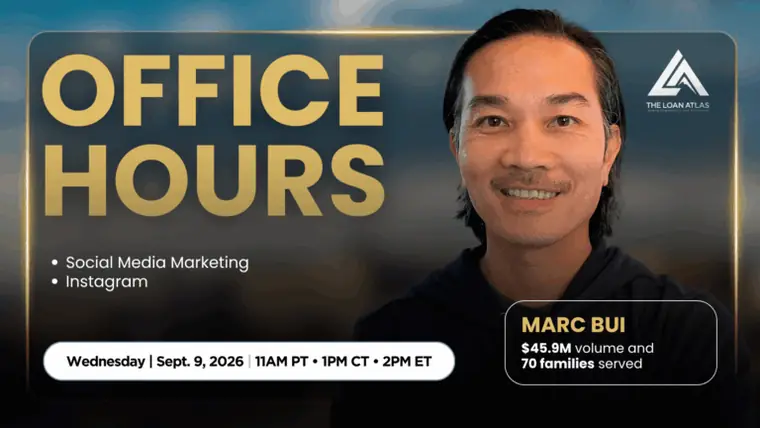 OFFICE
HOURS
THE LOAN ATLAS
• Social Media Marketing
• Instagram
MARC BUI
$45.9M volume and
70 families served
Wednesday | Sept. 9, 2026 | 11AM PT • 1PM CT • 2PM ET